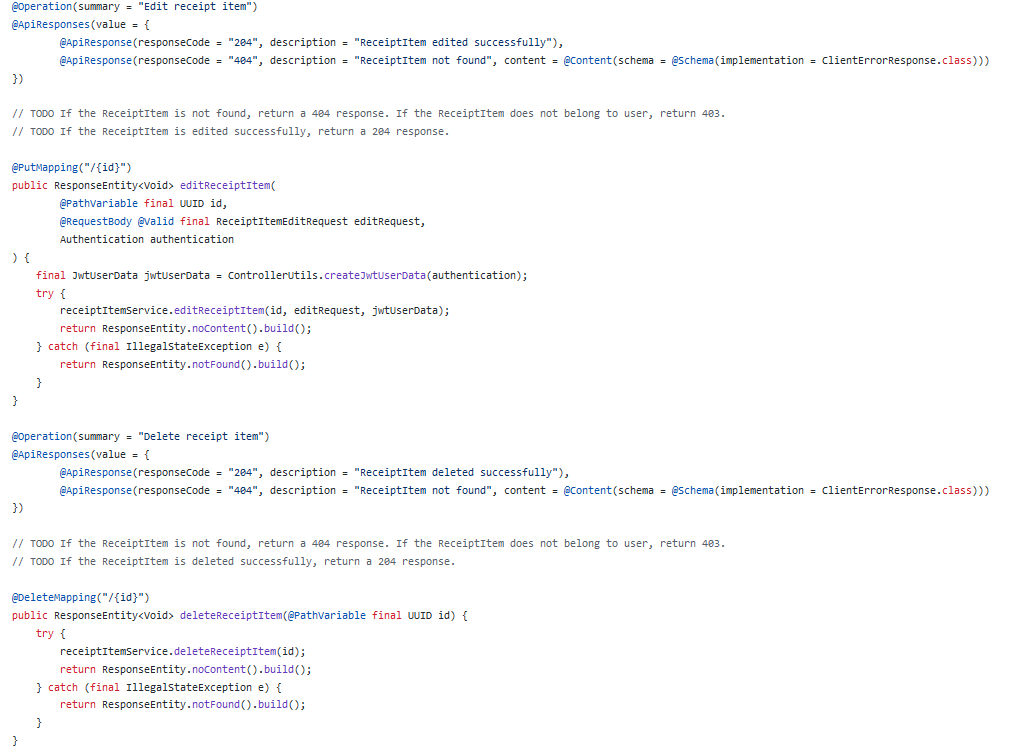 @Operation(summary = "Edit receipt item")
@ApiResponses(value = {
        @ApiResponse(responseCode = "204", description = "ReceiptItem edited successfully"),
        @ApiResponse(responseCode = "404", description = "ReceiptItem not found", content = @Content(schema = @Schema(implementation = ClientErrorResponse.class)))
})

// TODO If the ReceiptItem is not found, return a 404 response. If the ReceiptItem does not belong to user, return 403.
// TODO If the ReceiptItem is edited successfully, return a 204 response.

@PutMapping("/{id}")
public ResponseEntity<Void> editReceiptItem(
        @PathVariable final UUID id,
        @RequestBody @Valid final ReceiptItemEditRequest editRequest,
        Authentication authentication
) {
    final JwtUserData jwtUserData = ControllerUtils.createJwtUserData(authentication);
    try {
        receiptItemService.editReceiptItem(id, editRequest, jwtUserData);
        return ResponseEntity.noContent().build();
    } catch (final IllegalStateException e) {
        return ResponseEntity.notFound().build();
    }
}

@Operation(summary = "Delete receipt item")
@ApiResponses(value = {
        @ApiResponse(responseCode = "204", description = "ReceiptItem deleted successfully"),
        @ApiResponse(responseCode = "404", description = "ReceiptItem not found", content = @Content(schema = @Schema(implementation = ClientErrorResponse.class)))
})

// TODO If the ReceiptItem is not found, return a 404 response. If the ReceiptItem does not belong to user, return 403.
// TODO If the ReceiptItem is deleted successfully, return a 204 response.

@DeleteMapping("/{id}")
public ResponseEntity<Void> deleteReceiptItem(@PathVariable final UUID id) {
    try {
        receiptItemService.deleteReceiptItem(id);
        return ResponseEntity.noContent().build();
    } catch (final IllegalStateException e) {
        return ResponseEntity.notFound().build();
    }
}